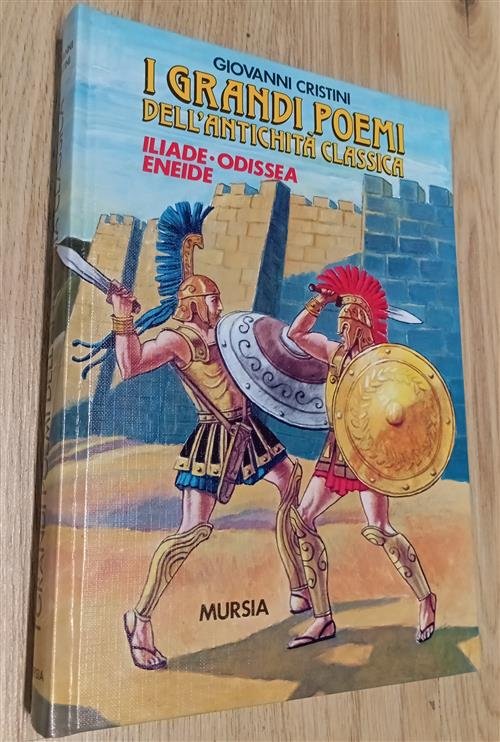 GIOVANNI CRISTINI
I GRANDI POEMI
DELL'ANTICHITÀ CLASSICA
ILIADE • ODISSEA
ENEIDE
MURSIA